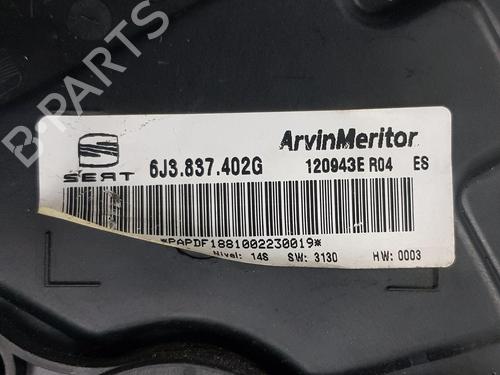 B-PARTS
ArvinMeritor
SEAT 6J3.837.402G 120943E R04 ES
*PAPDF1881002230019*
Nivel: 14S SW: 3130 HW: 0003